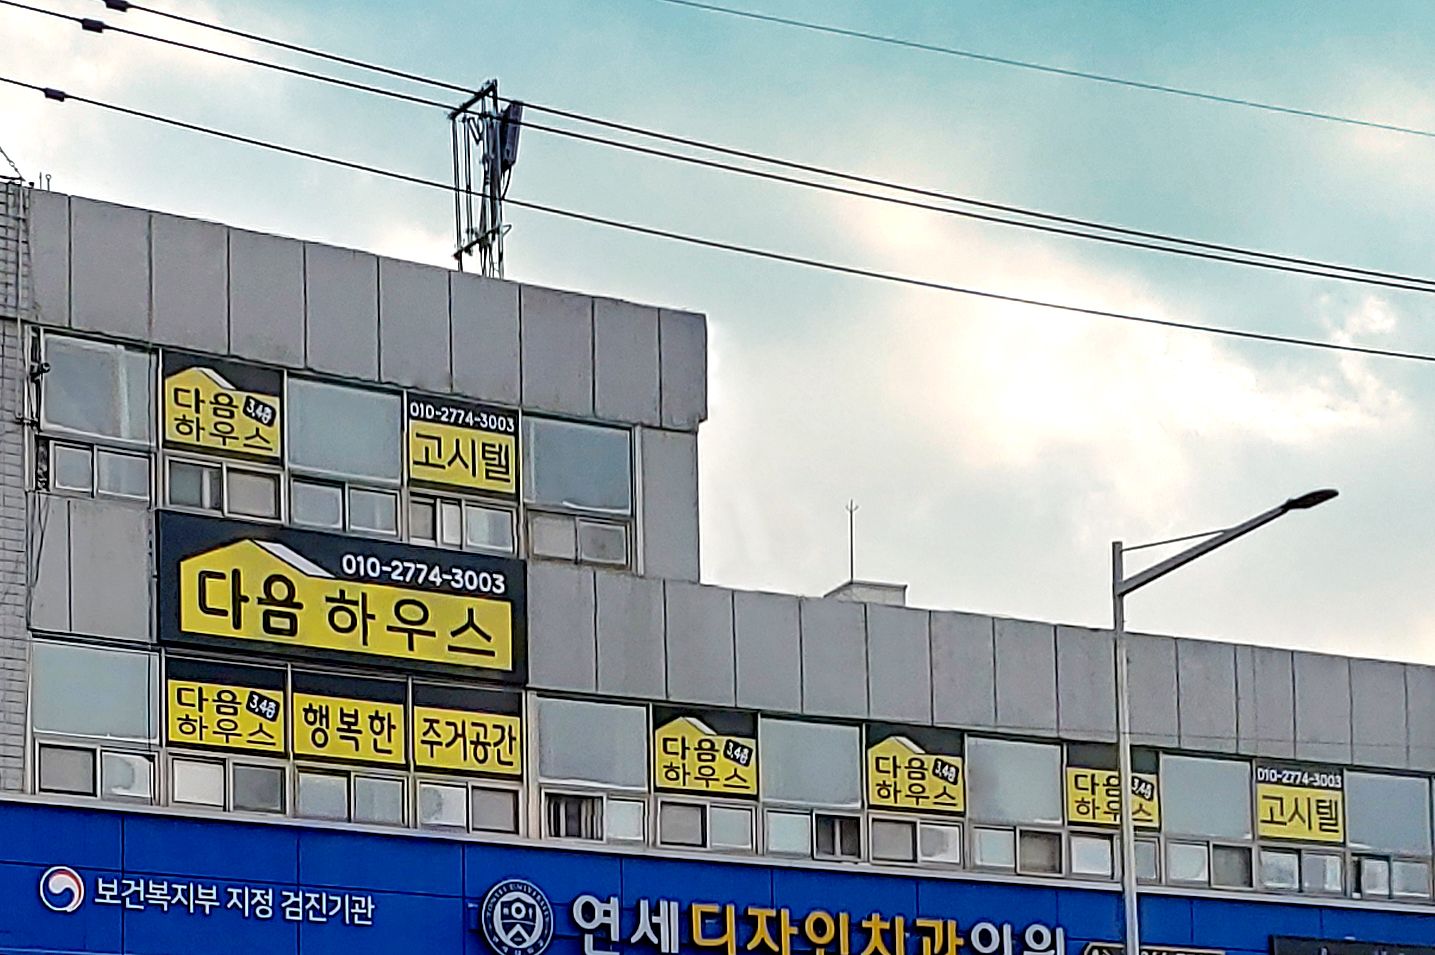 다음
하우스
3,4층
010-2774-3003
고시텔
010-2774-3003
다음 하우스
다음
하우스
3,4층
행복한
주거공간
다음
하우스
3,4층
다음
하우스
3,4층
다음
하우스
3,4층
010-2774-3003
고시텔
보건복지부 지정 검진기관
연세디자인치과의원